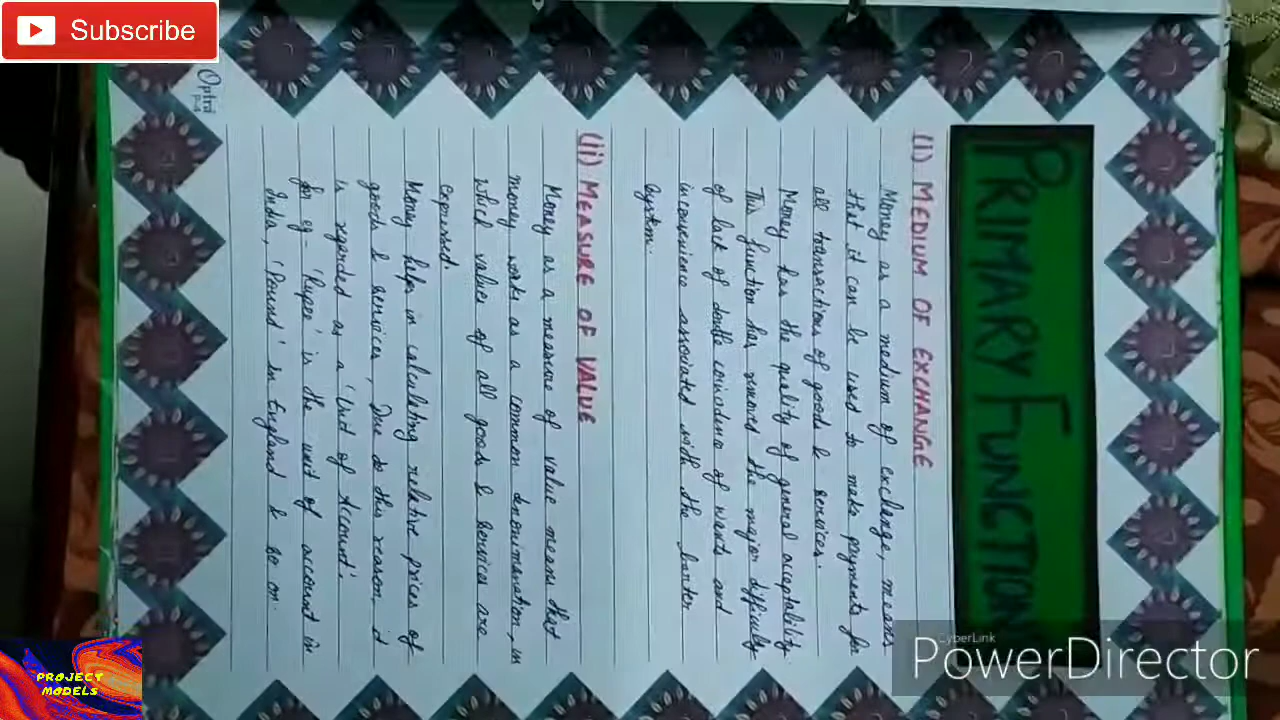 Subscribe
PRIMARY FUNCTION
(i) MEDIUM OF EXCHANGE
Money as a medium of exchange, means
that it can be used to make payments for
all transactions of goods & services.
Money has the quality of general acceptability
This function has removed the major difficulty
of lack of double coincidence of wants and
inconvenience associated with the barter
system.
(ii) MEASURE OF VALUE
Money as a measure of value means that
money works as a common denomination, in
which values of all goods & services are
expressed.
Money helps in calculating relative prices of
goods & services, Due to this reason, it
is regarded as a 'Unit of Account'.
for eg- 'Rupee' is the unit of account in
India, 'Pound' in England & so on.
Optra
PROJECT
MODELS
CyberLink
PowerDirector